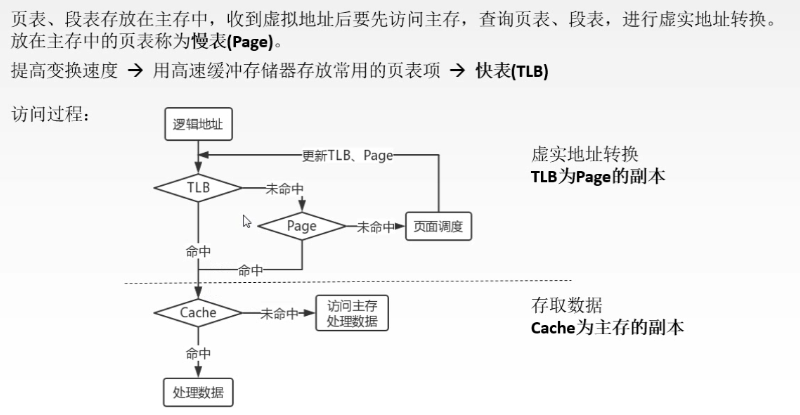 页表、段表存放在主存中，收到虚拟地址后要先访问主存，查询页表、段表，进行虚实地址转换。
放在主存中的页表称为慢表(Page)。
提高变换速度 → 用高速缓冲存储器存放常用的页表项 → 快表(TLB)
访问过程：
逻辑地址
更新TLB、Page
TLB
未命中
Page
未命中
页面调度
命中
命中
虚实地址转换
TLB为Page的副本
Cache
未命中
访问主存
处理数据
命中
处理数据
存取数据
Cache为主存的副本